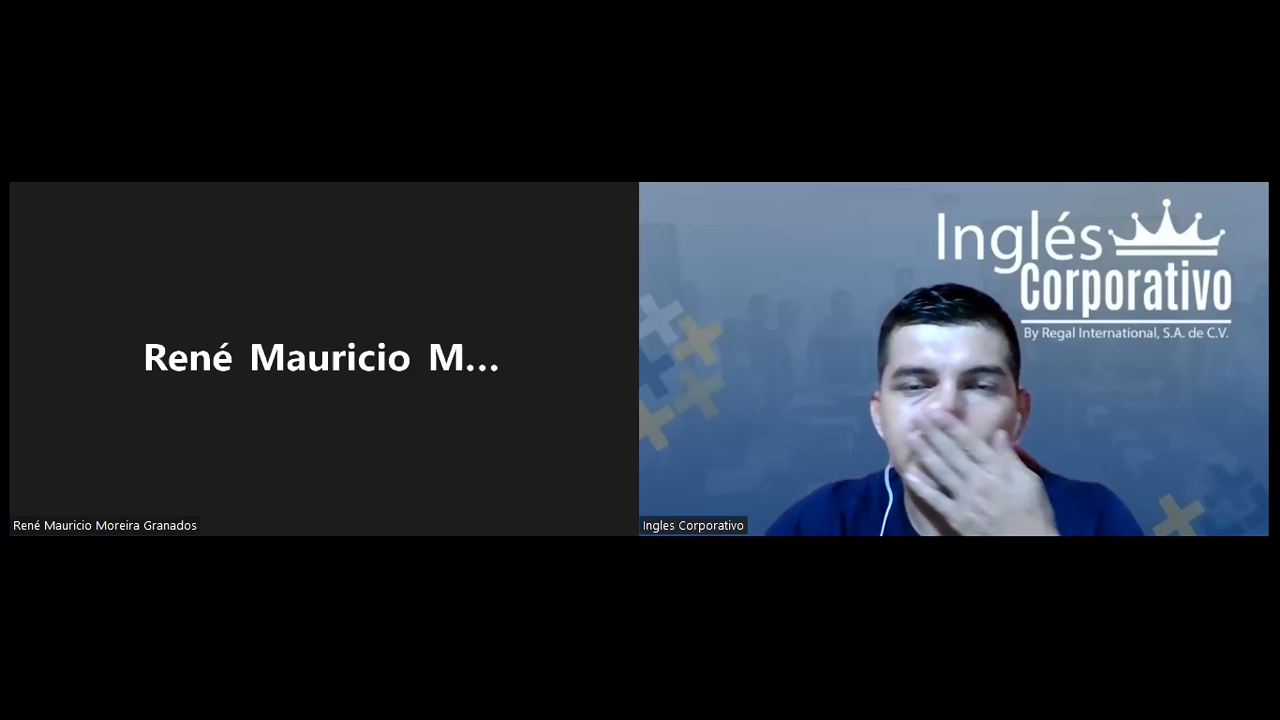 René Mauricio M...
René Mauricio Moreira Granados
Inglés
Corporativo
By Regal International, S.A. de C.V.
Ingles Corporativo